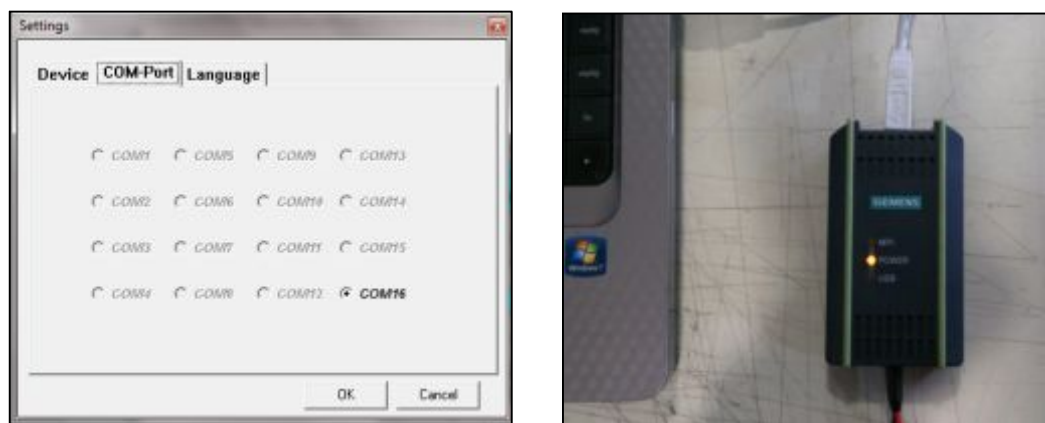 Settings
Device COM-Port Language
COM1 COM5 COM9 COM13
COM2 COM6 COM10 COM14
COM3 COM7 COM11 COM15
COM4 COM8 COM12 COM16
OK Cancel
SIEMENS
MPI
POWER
USB